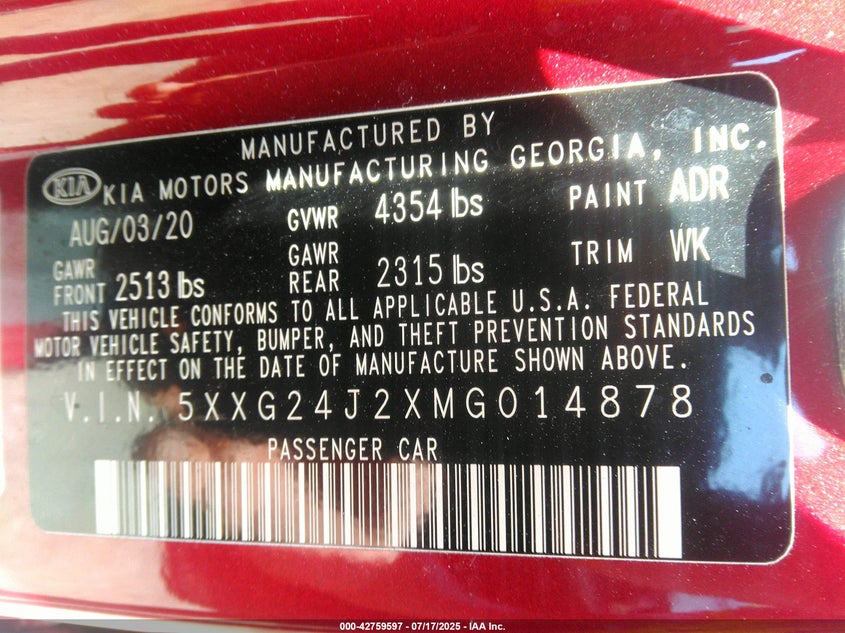 MANUFACTURED BY
KIA KIA MOTORS MANUFACTURING GEORGIA, INC.
AUG/03/20 GVWR 4354 lbs PAINT ADR
GAWR FRONT 2513 lbs GAWR REAR 2315 lbs TRIM WK
THIS VEHICLE CONFORMS TO ALL APPLICABLE U.S.A. FEDERAL
MOTOR VEHICLE SAFETY, BUMPER, AND THEFT PREVENTION STANDARDS
IN EFFECT ON THE DATE OF MANUFACTURE SHOWN ABOVE.
V.I.N. 5XXG24J2XMG014878
PASSENGER CAR
000-42759597 - 07/17/2025 - IAA Inc.